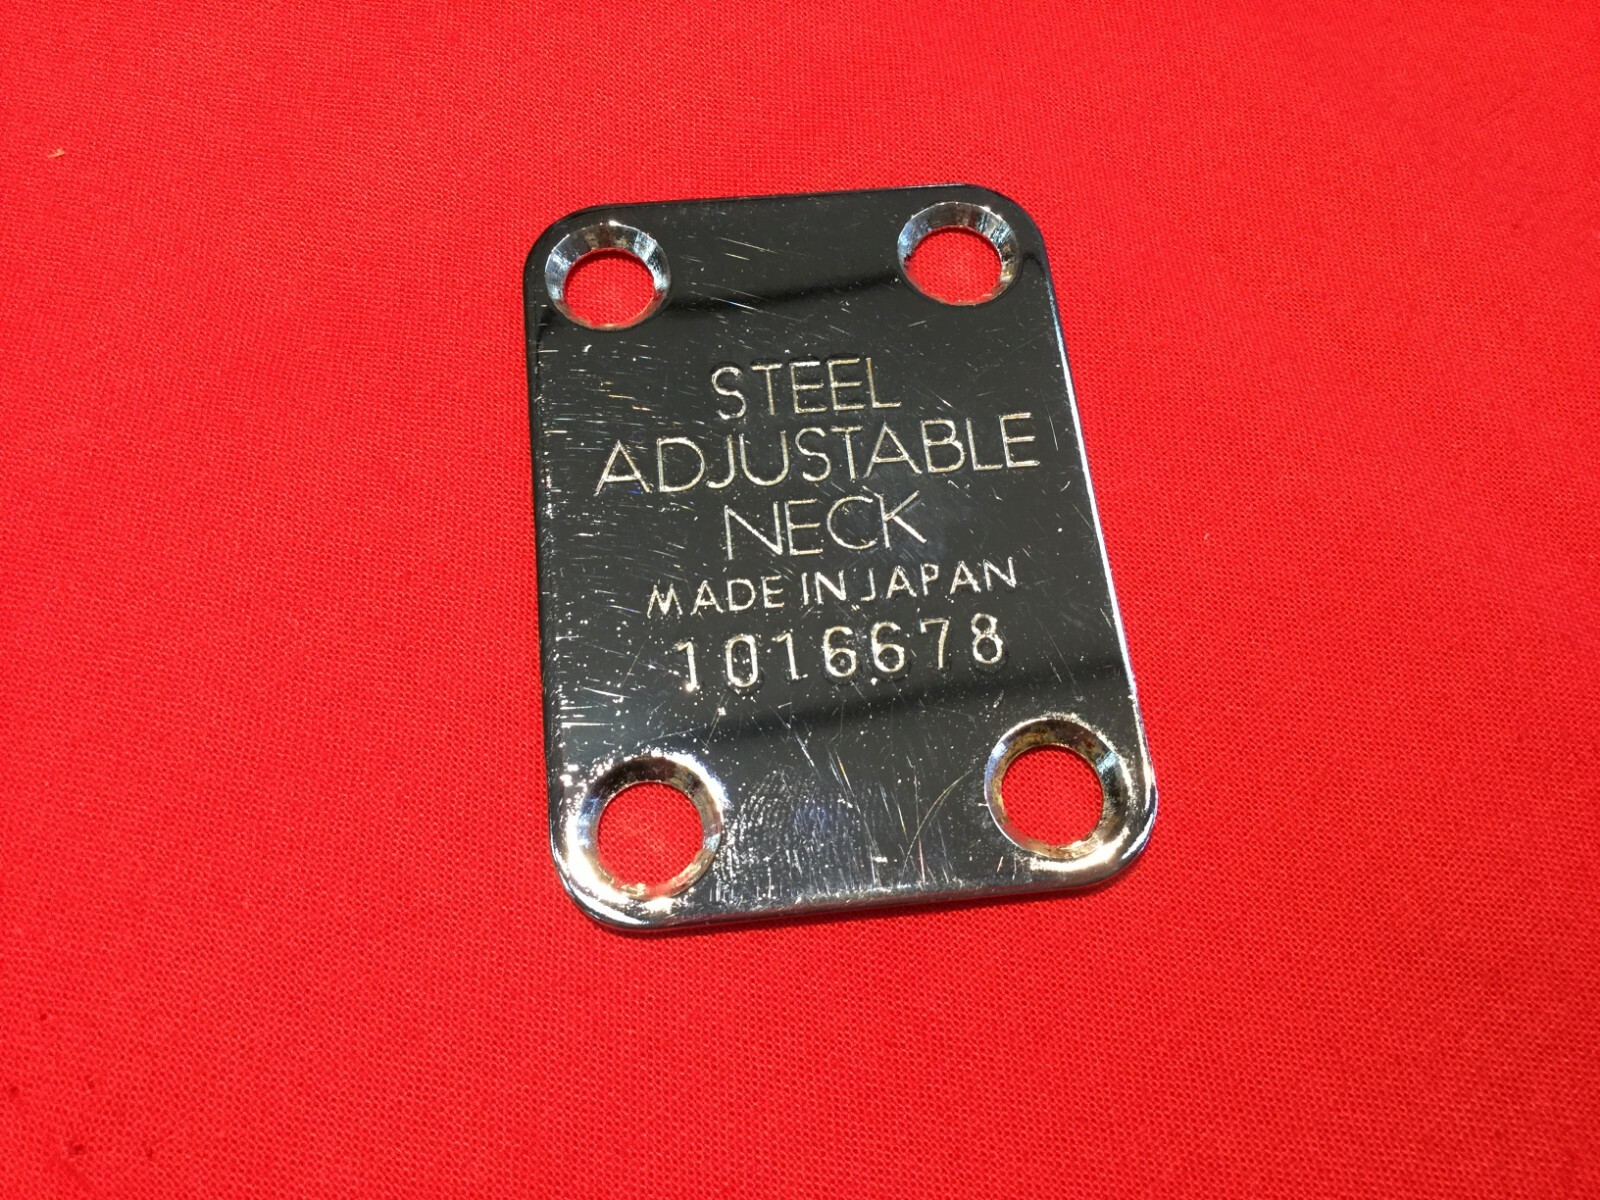 STEEL
ADJUSTABLE
NECK
MADE IN JAPAN
1016678